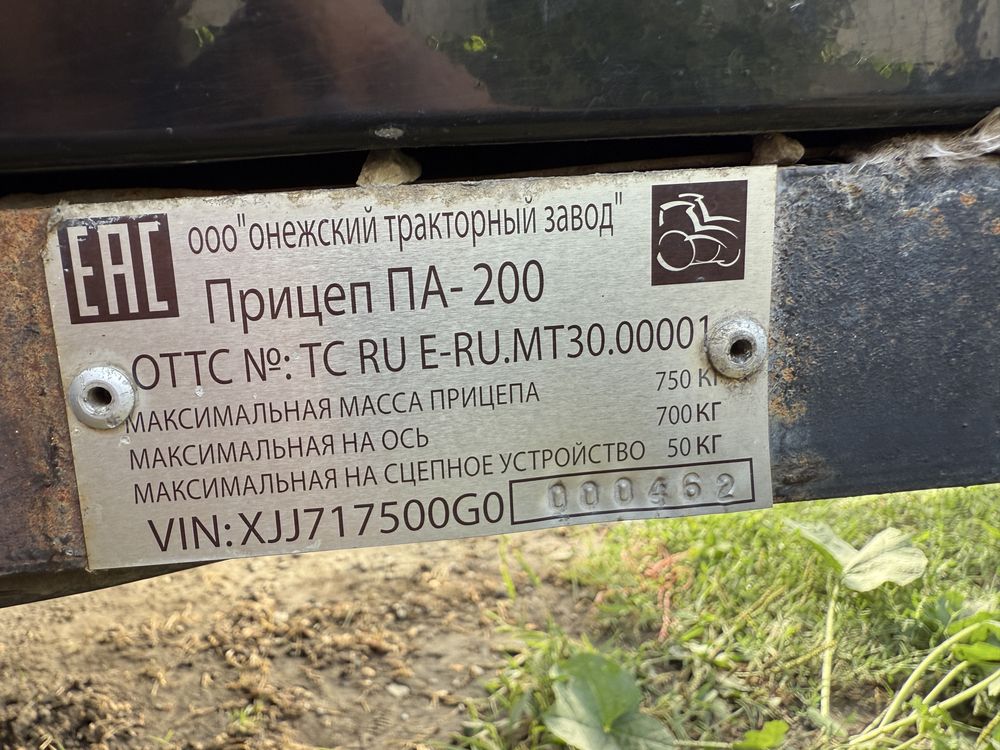 EAC
ООО"ОНЕЖСКИЙ ТРАКТОРНЫЙ ЗАВОД"
Прицеп ПА-200
ОТТС №: ТС RU Е-RU.МТ30.00001
МАКСИМАЛЬНАЯ МАССА ПРИЦЕПА 750 КГ
МАКСИМАЛЬНАЯ НА ОСЬ 700 КГ
МАКСИМАЛЬНАЯ НА СЦЕПНОЕ УСТРОЙСТВО 50 КГ
VIN: XJJ717500G0 000462